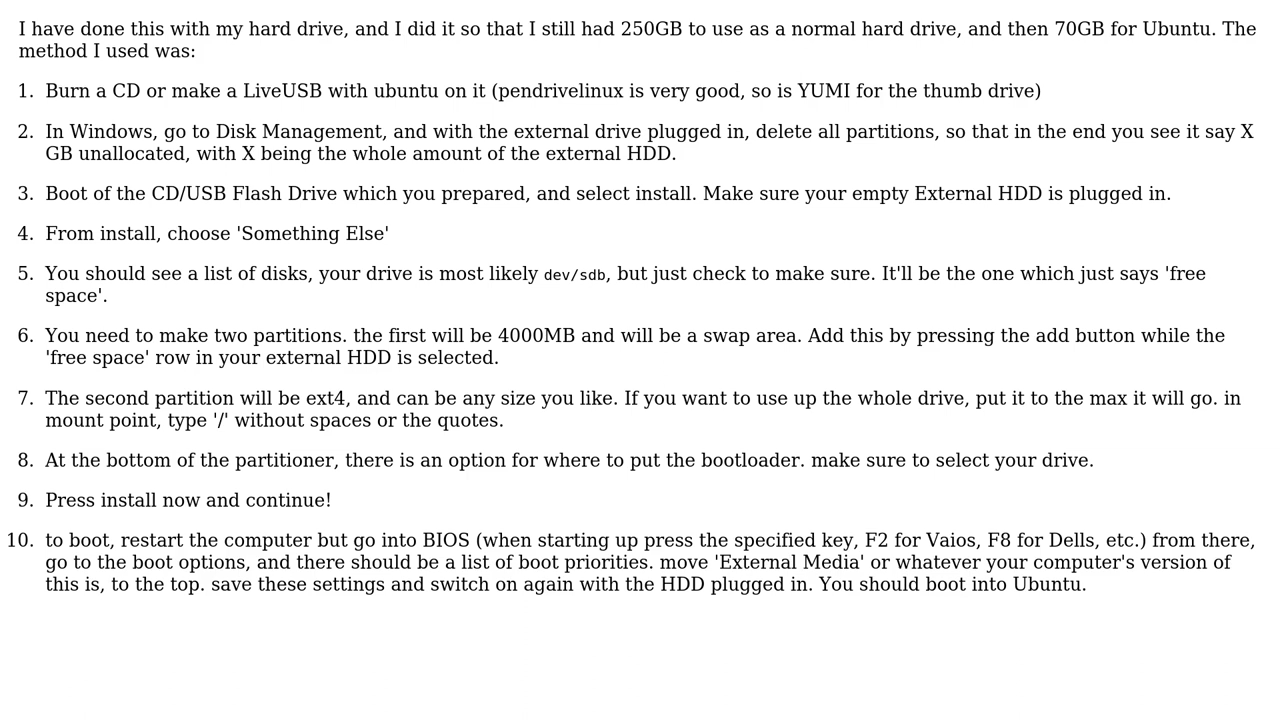 I have done this with my hard drive, and I did it so that I still had 250GB to use as a normal hard drive, and then 70GB for Ubuntu. The
method I used was:
1. Burn a CD or make a LiveUSB with ubuntu on it (pendrivelinux is very good, so is YUMI for the thumb drive)
2. In Windows, go to Disk Management, and with the external drive plugged in, delete all partitions, so that in the end you see it say X
GB unallocated, with X being the whole amount of the external HDD.
3. Boot of the CD/USB Flash Drive which you prepared, and select install. Make sure your empty External HDD is plugged in.
4. From install, choose 'Something Else'
5. You should see a list of disks, your drive is most likely dev/sdb, but just check to make sure. It'll be the one which just says 'free
space'.
6. You need to make two partitions. the first will be 4000MB and will be a swap area. Add this by pressing the add button while the
'free space' row in your external HDD is selected.
7. The second partition will be ext4, and can be any size you like. If you want to use up the whole drive, put it to the max it will go. in
mount point, type '/' without spaces or the quotes.
8. At the bottom of the partitioner, there is an option for where to put the bootloader. make sure to select your drive.
9. Press install now and continue!
10. to boot, restart the computer but go into BIOS (when starting up press the specified key, F2 for Vaios, F8 for Dells, etc.) from there,
go to the boot options, and there should be a list of boot priorities. move 'External Media' or whatever your computer's version of
this is, to the top. save these settings and switch on again with the HDD plugged in. You should boot into Ubuntu.